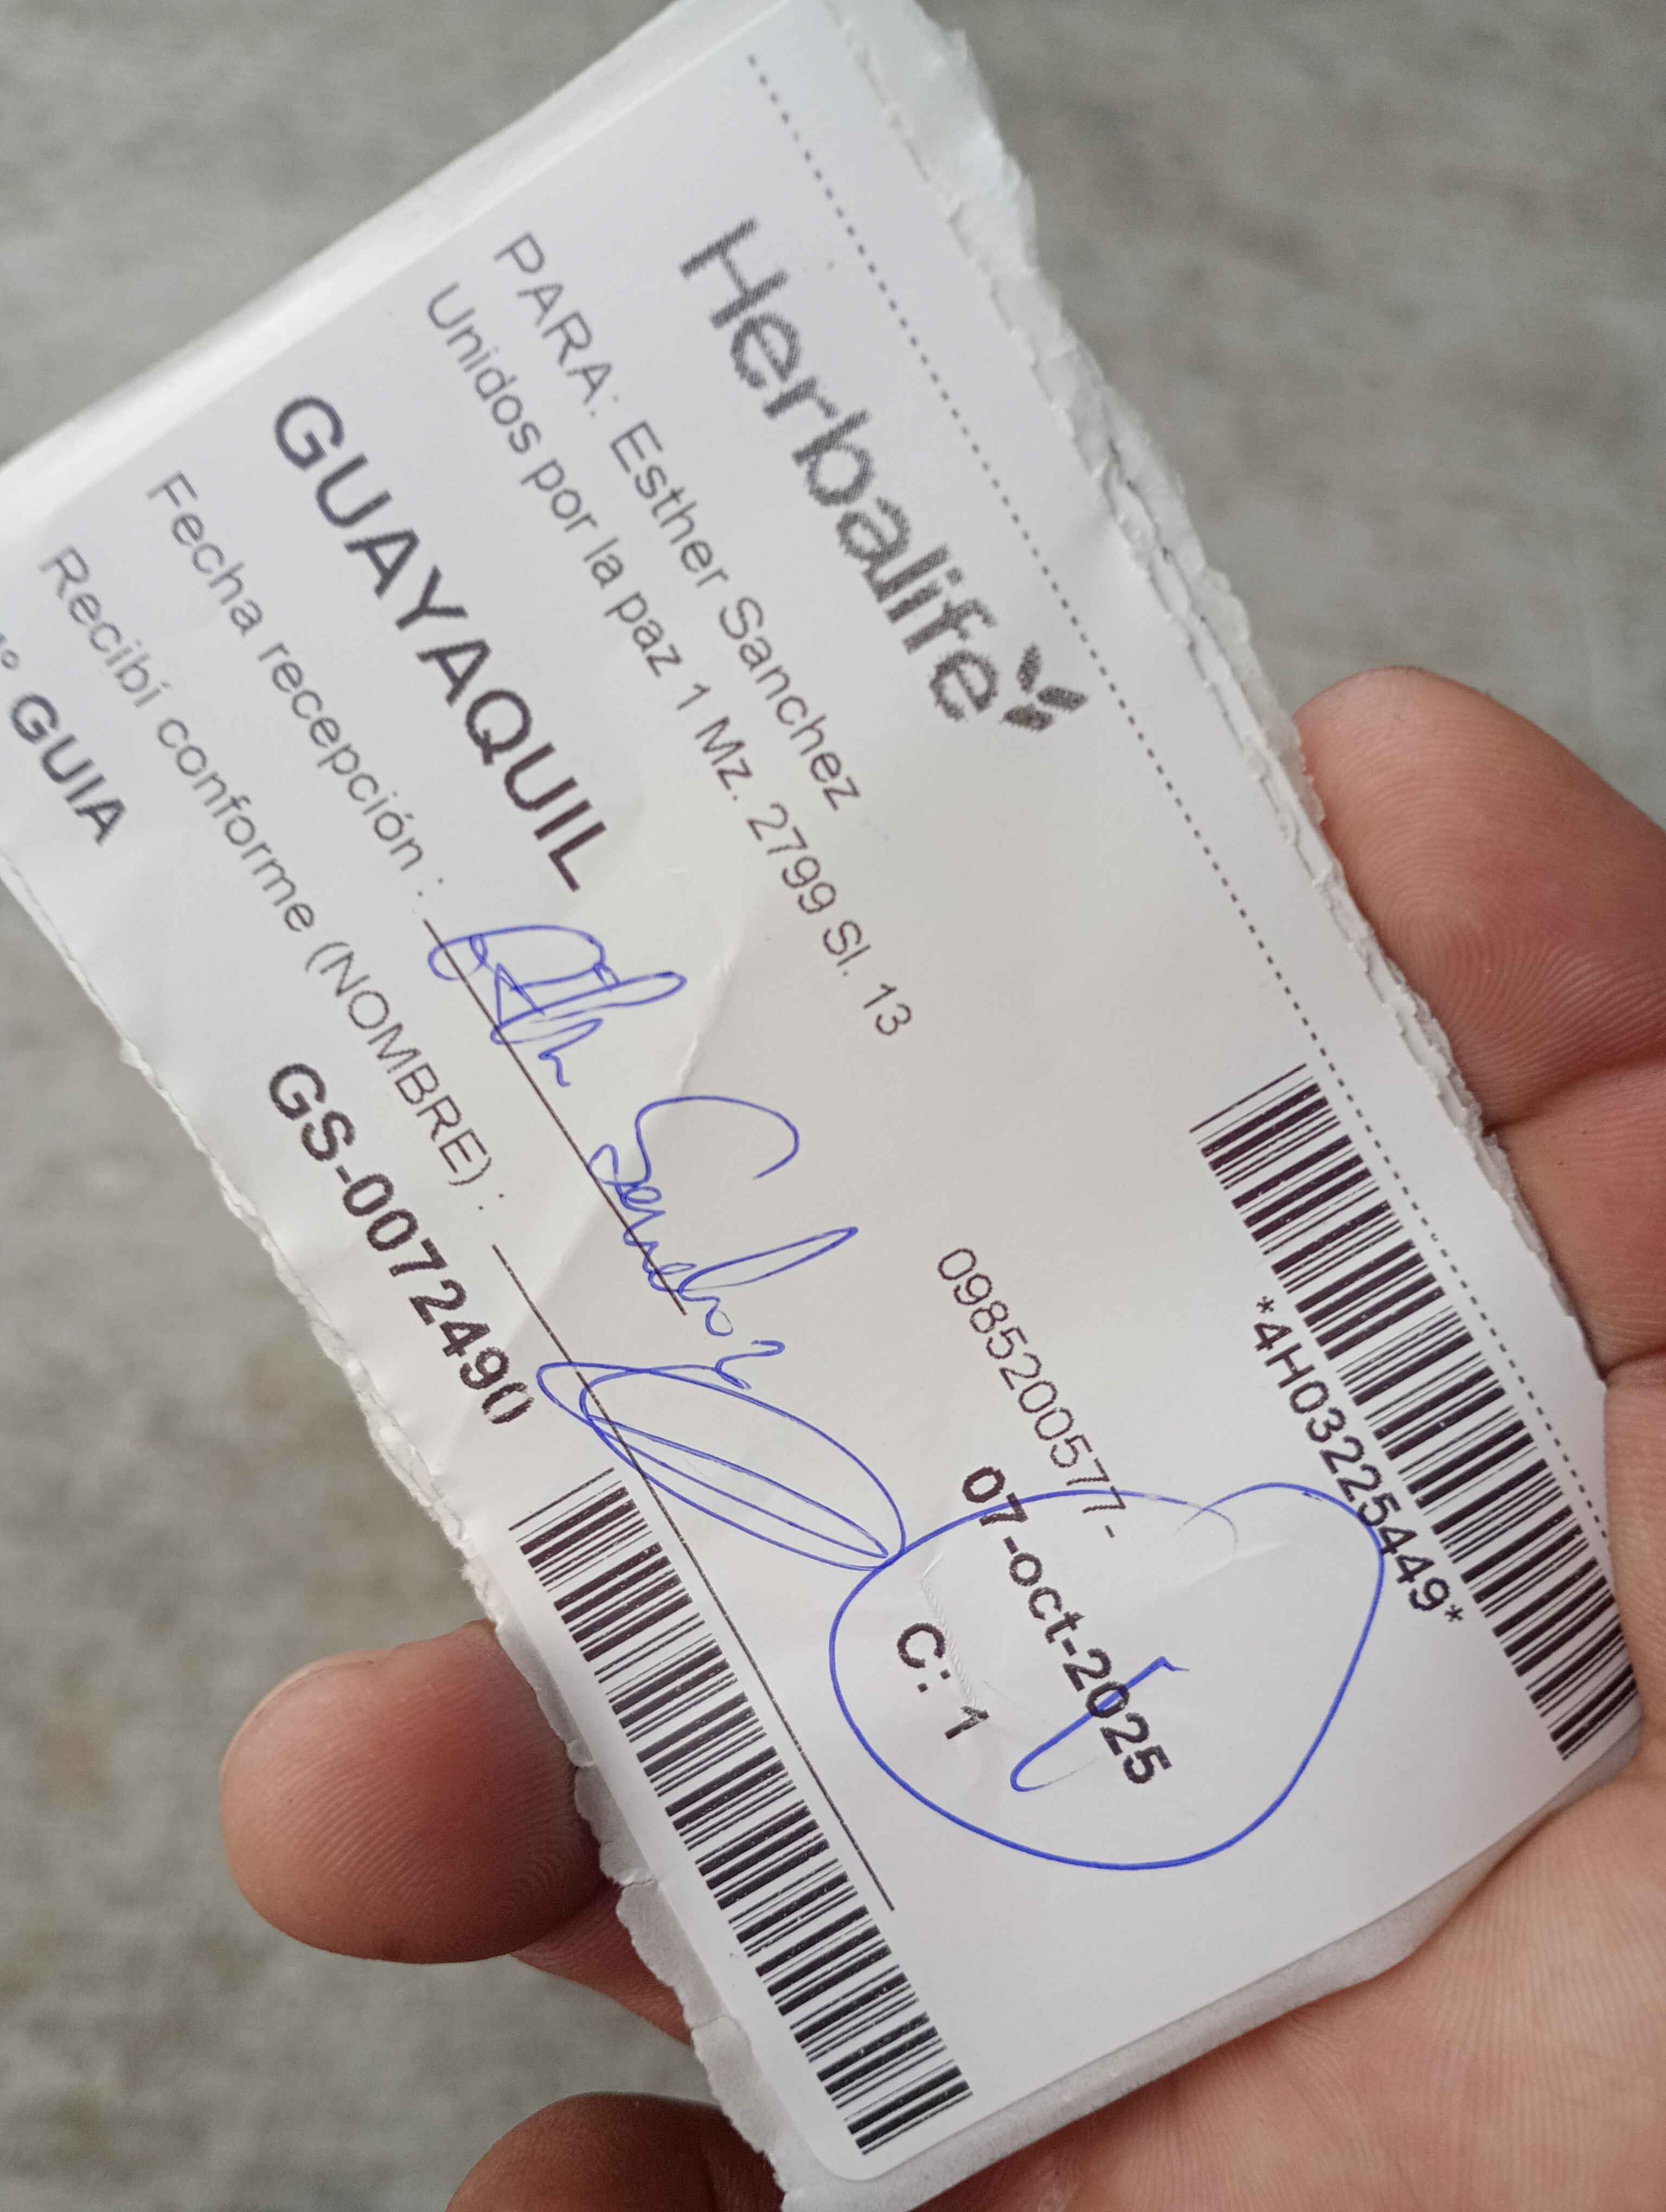 Herbalife
*4H03225449*
PARA: Esther Sanchez
Unidos por la paz 1 Mz. 2799 Sl. 13
0985200577-
07-oct-2025
GUAYAQUIL
C: 1
Fecha recepción :
Sanchez
Recibí conforme (NOMBRE) :
° GUIA
GS-0072490